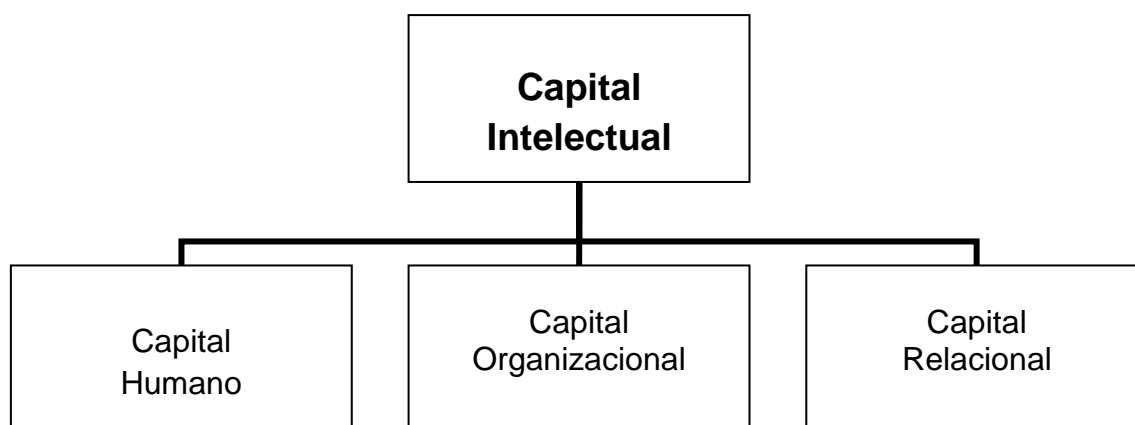 Capital
Intelectual
Capital
Humano
Capital
Organizacional
Capital
Relacional